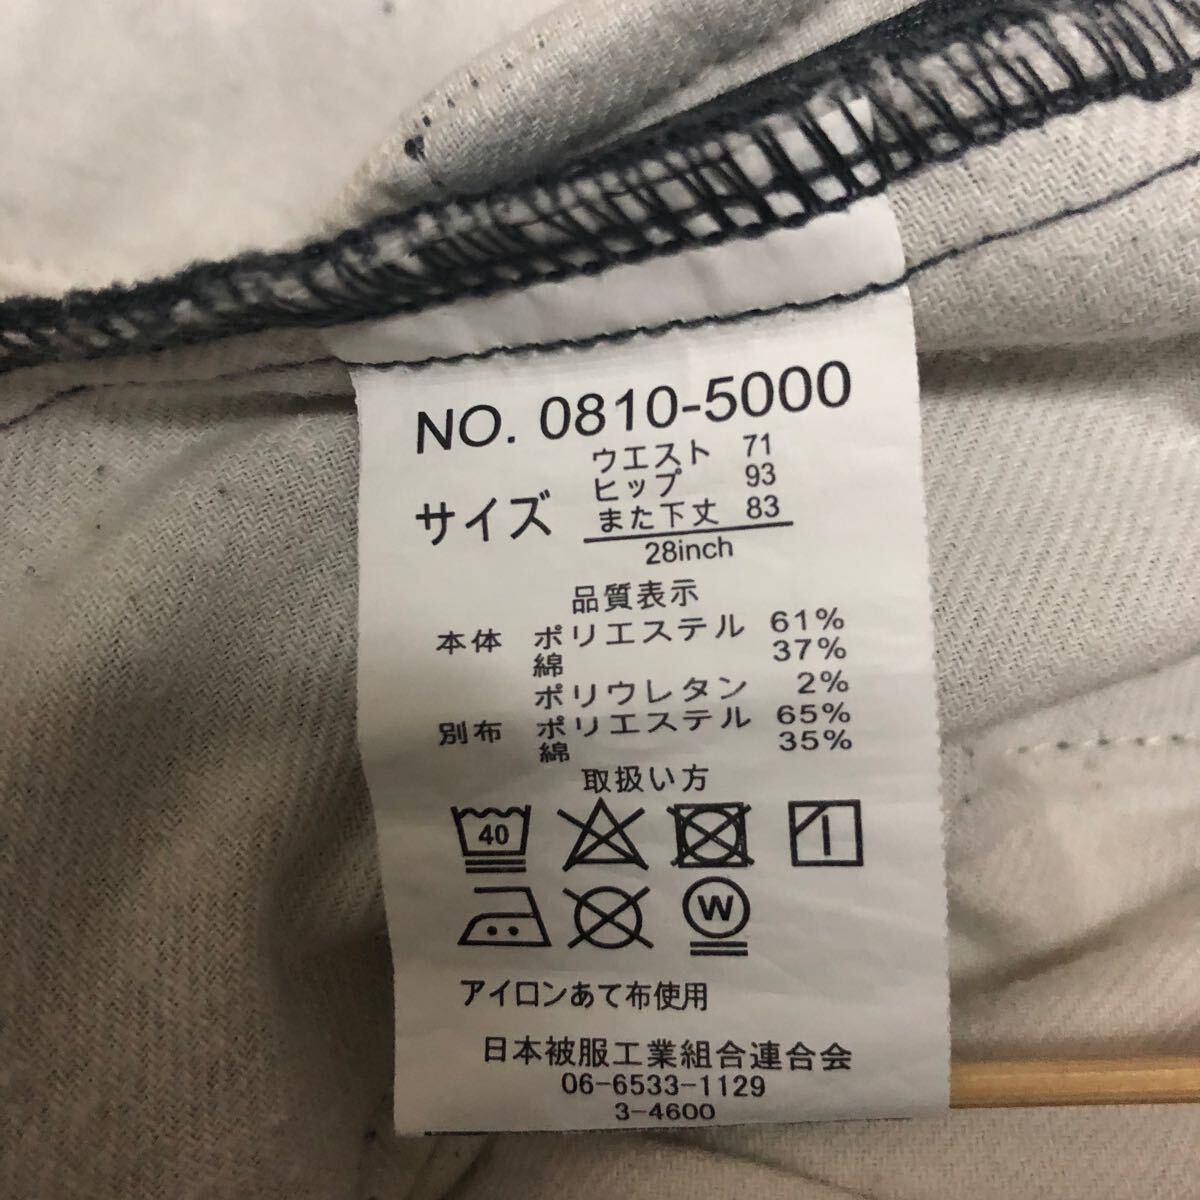 NO. 0810-5000
サイズ
ウエスト 71
ヒップ 93
また下丈 83
28inch
品質表示
本体 ポリエステル 61%
綿 37%
ポリウレタン 2%
別布 ポリエステル 65%
綿 35%
取扱い方
40
W
アイロンあて布使用
日本被服工業組合連合会
06-6533-1129
3-4600